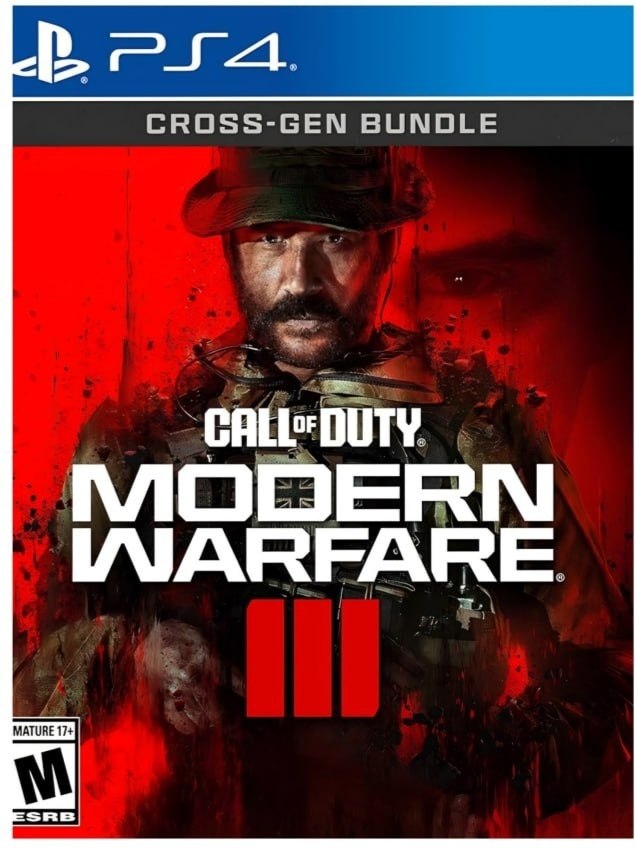 PS4
CROSS-GEN BUNDLE
CALL OF DUTY®
MODERN
WARFARE®
III
MATURE 17+
M
ESRB